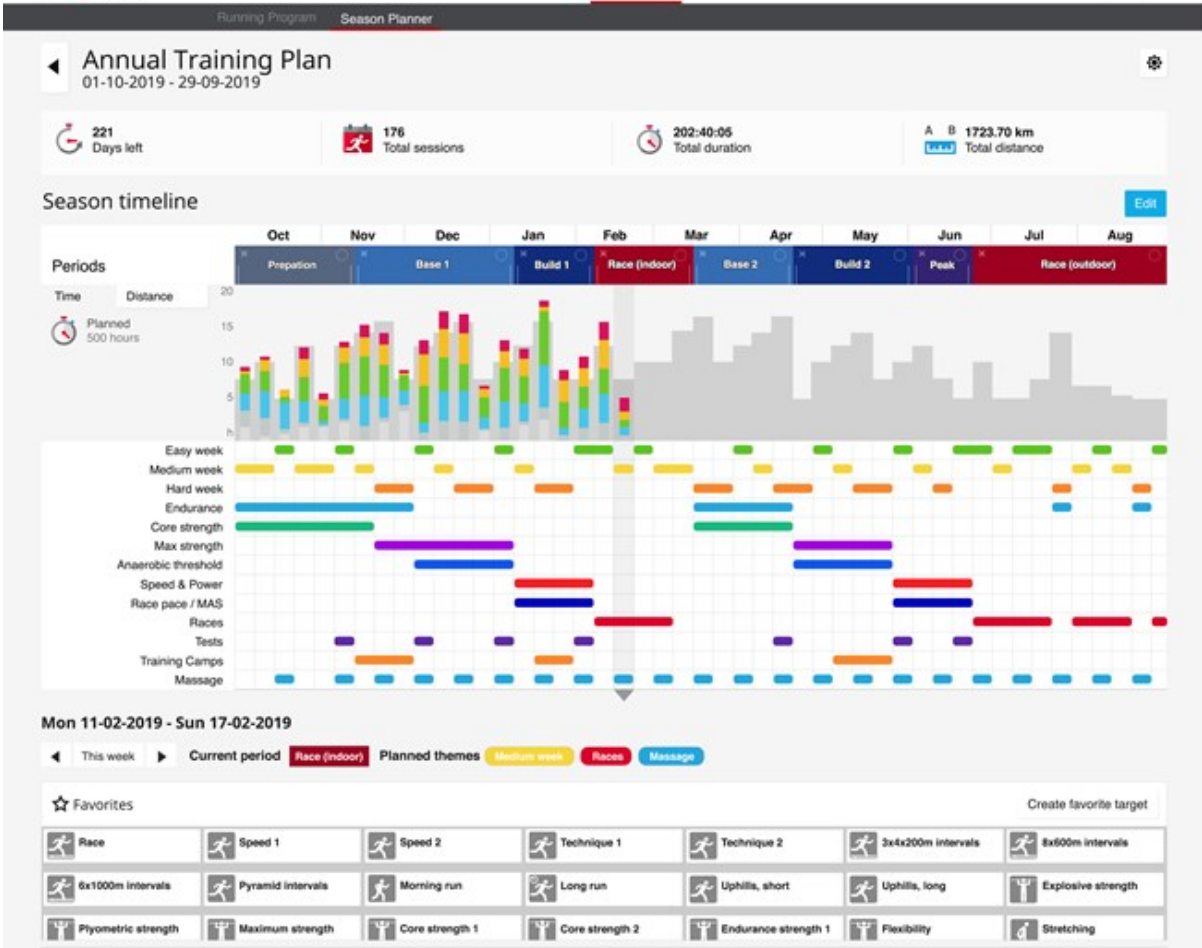 Running Program Season Planner
Annual Training Plan
01-10-2019 - 29-09-2019
221
Days left
176
Total sessions
202:40:05
Total duration
A B
1723.70 km
Total distance
Season timeline
Edit
Oct Nov Dec Jan Feb Mar Apr May Jun Jul Aug
Periods
Prepation Base 1 Build 1 Race (indoor) Base 2 Build 2 Peak Race (outdoor)
Time Distance
Planned
500 hours
20
15
10
5
h
Easy week
Medium week
Hard week
Endurance
Core strength
Max strength
Anaerobic threshold
Speed & Power
Race pace / MAS
Races
Tests
Training Camps
Massage
Mon 11-02-2019 - Sun 17-02-2019
This week Current period Race (indoor) Planned themes Medium week Races Massage
Favorites Create favorite target
Race Speed 1 Speed 2 Technique 1 Technique 2 3x4x200m intervals 8x600m intervals
6x1000m intervals Pyramid intervals Morning run Long run Uphills, short Uphills, long Explosive strength
Plyometric strength Maximum strength Core strength 1 Core strength 2 Endurance strength 1 Flexibility Stretching